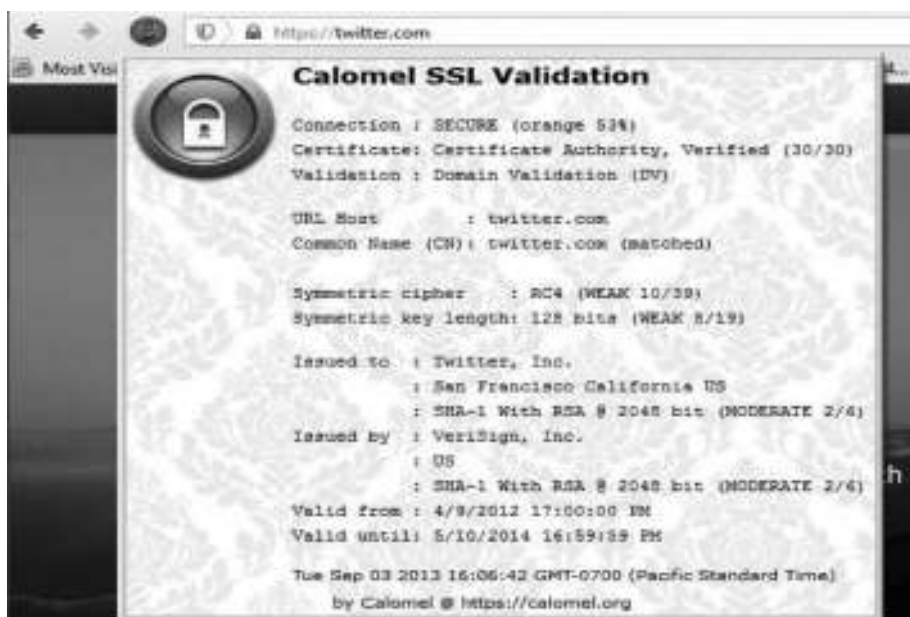 https://twitter.com
Most Visi
Calomel SSL Validation
Connection : SECURE (orange 53%)
Certificate: Certificate Authority, Verified (30/30)
Validation : Domain Validation (DV)
URL Host : twitter.com
Common Name (CN): twitter.com (matched)
Symmetric cipher : RC4 (WEAK 10/39)
Symmetric key length: 128 bits (WEAK 8/19)
Issued to : Twitter, Inc.
: San Francisco California US
: SHA-1 With RSA @ 2048 bit (MODERATE 2/6)
Issued by : VeriSign, Inc.
: US
: SHA-1 With RSA @ 2048 bit (MODERATE 2/6)
h
Valid from : 4/9/2012 17:00:00 PM
Valid until: 5/10/2014 16:59:59 PM
Tue Sep 03 2013 16:06:42 GMT-0700 (Pacific Standard Time)
by Calomel @ https://calomel.org